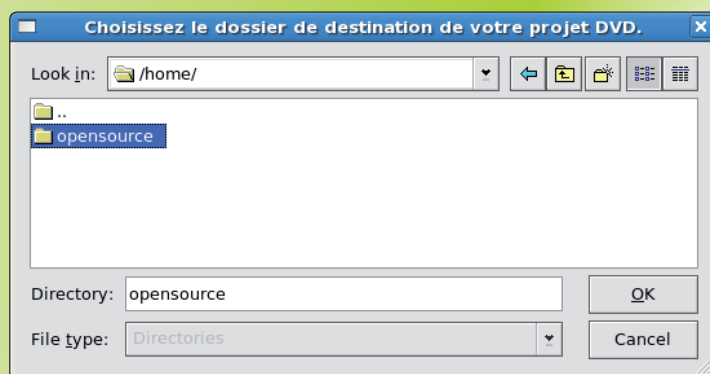 Choisissez le dossier de destination de votre projet DVD.
Look in: /home/
..
opensource
Directory: opensource
OK
File type: Directories
Cancel